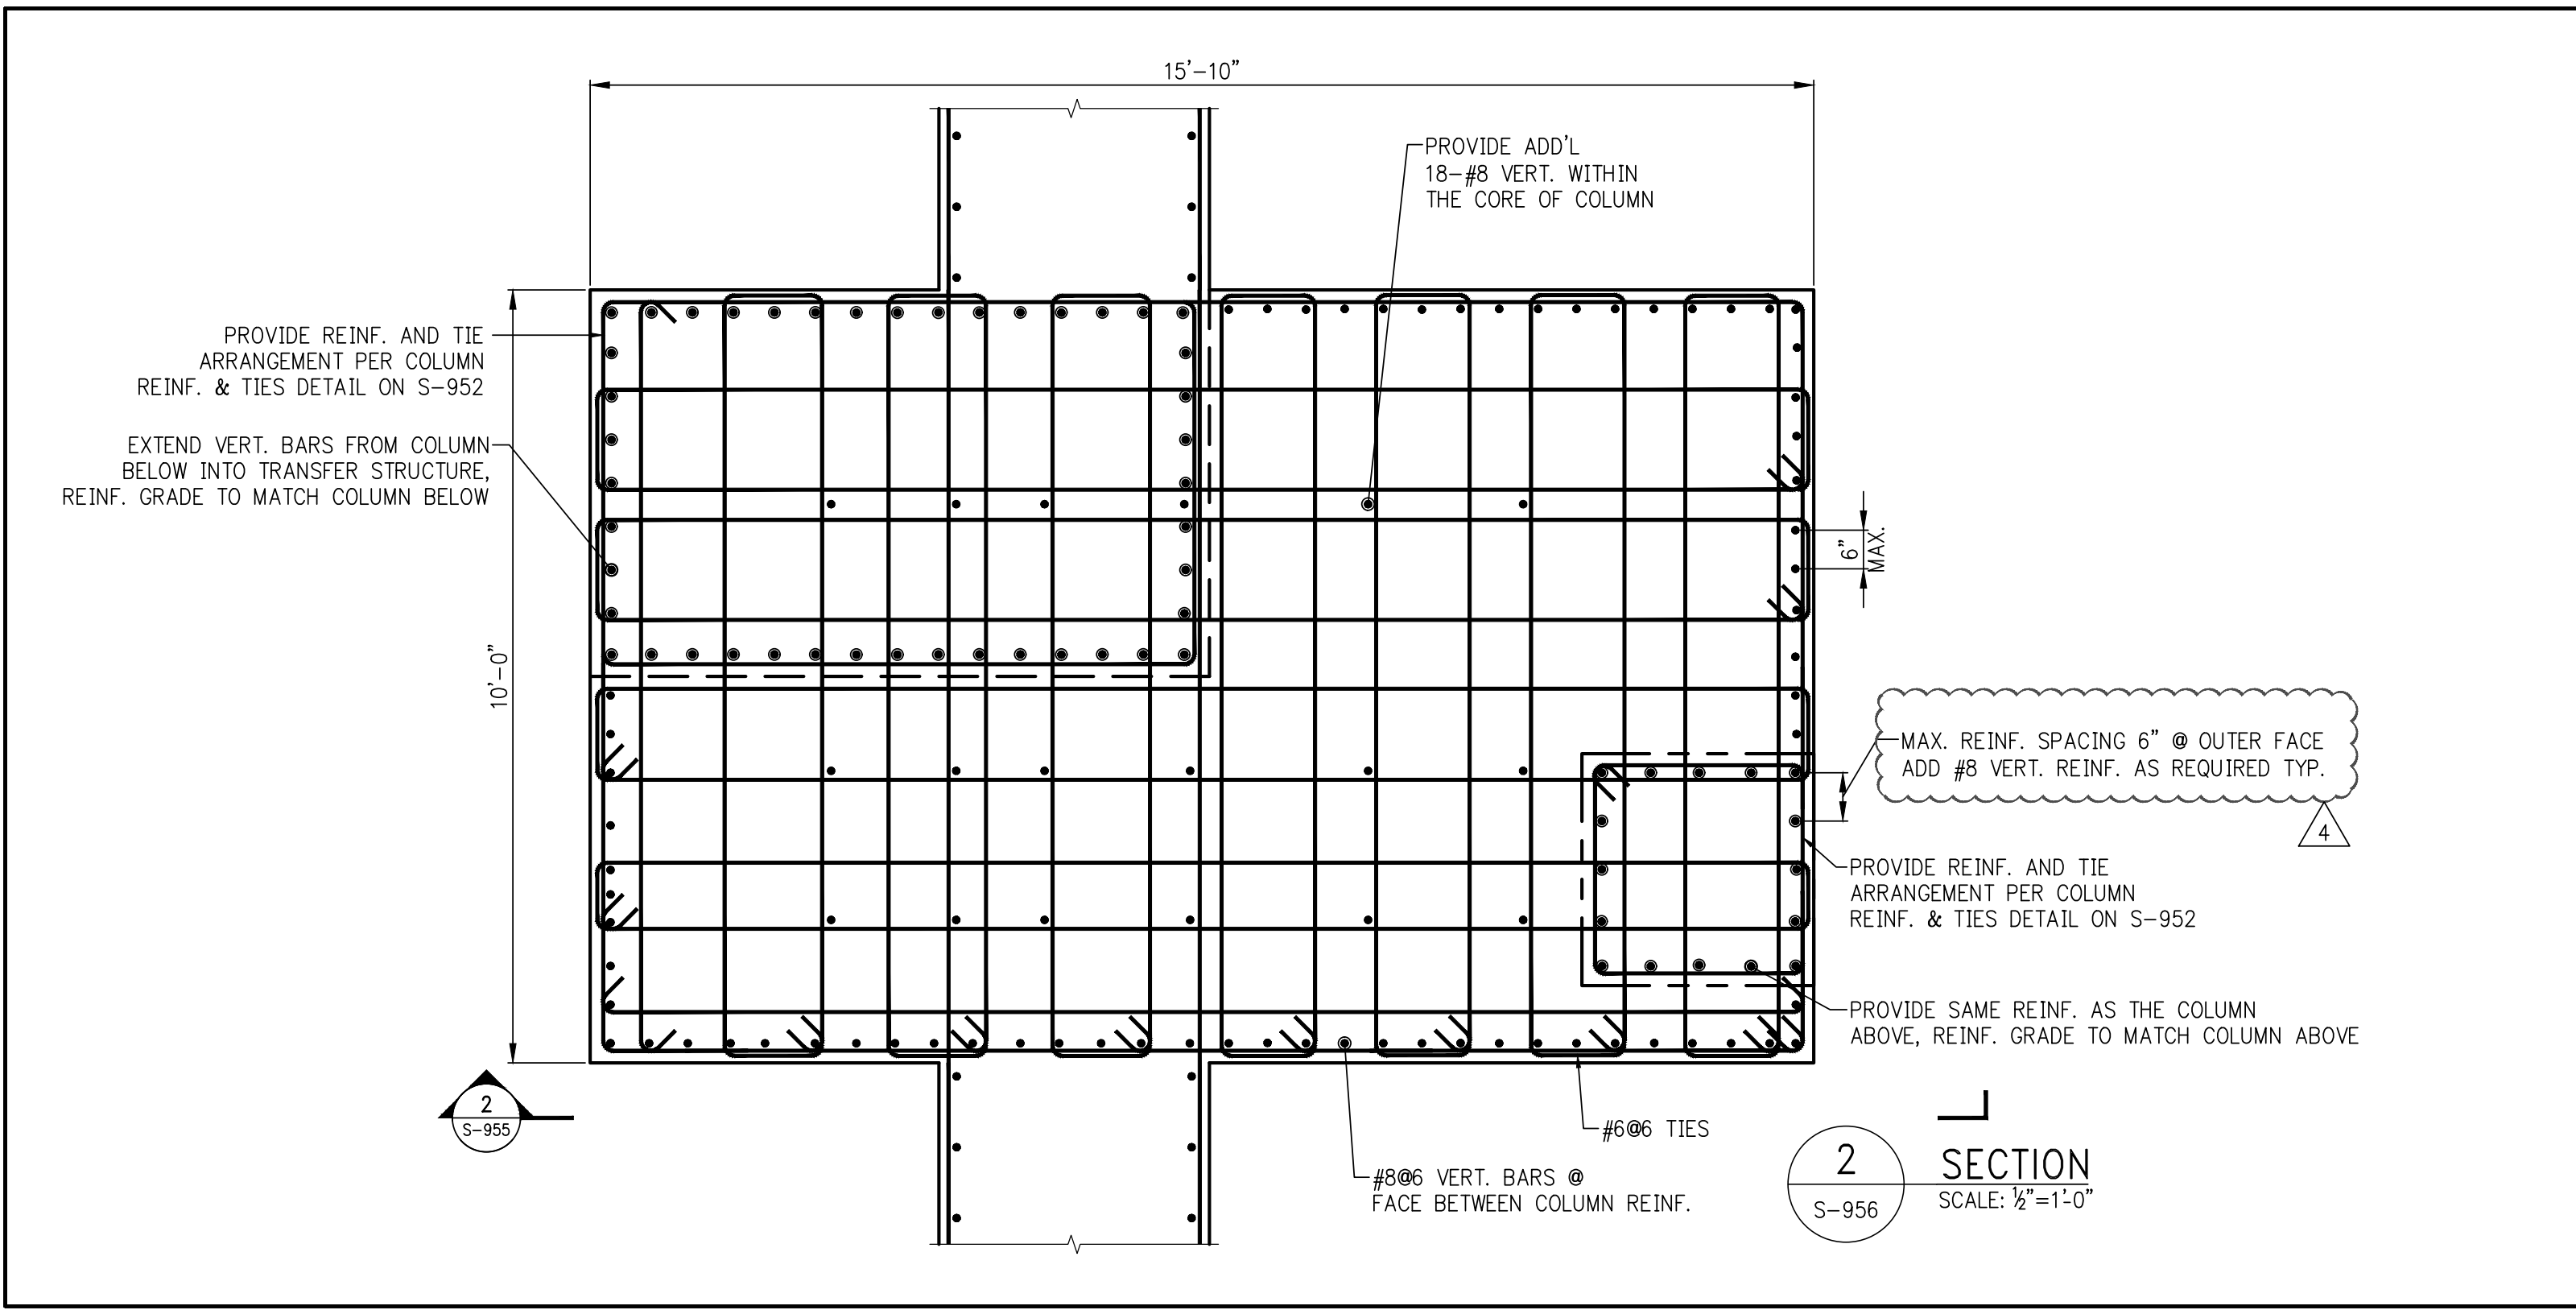 15'-10"
PROVIDE ADD'L
18-#8 VERT. WITHIN
THE CORE OF COLUMN
PROVIDE REINF. AND TIE
ARRANGEMENT PER COLUMN
REINF. & TIES DETAIL ON S-952
EXTEND VERT. BARS FROM COLUMN
BELOW INTO TRANSFER STRUCTURE,
REINF. GRADE TO MATCH COLUMN BELOW
6"
MAX.
10'-0"
MAX. REINF. SPACING 6" @ OUTER FACE
ADD #8 VERT. REINF. AS REQUIRED TYP.
4
PROVIDE REINF. AND TIE
ARRANGEMENT PER COLUMN
REINF. & TIES DETAIL ON S-952
PROVIDE SAME REINF. AS THE COLUMN
ABOVE, REINF. GRADE TO MATCH COLUMN ABOVE
2
S-955
#6@6 TIES
#8@6 VERT. BARS @
FACE BETWEEN COLUMN REINF.
2
S-956
SECTION
SCALE: ½"=1'-0"